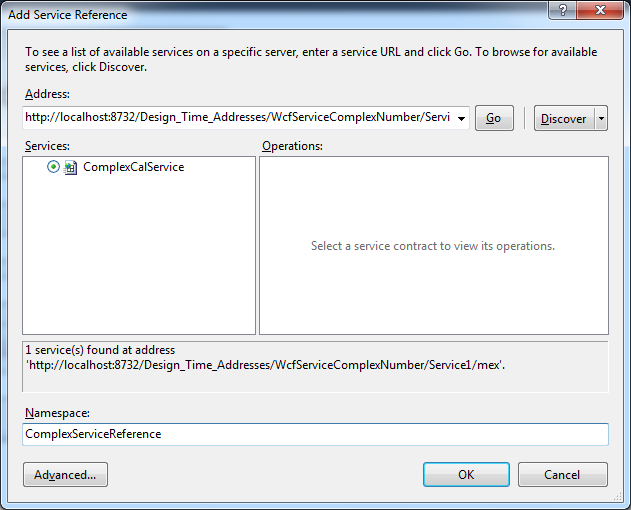 Add Service Reference
To see a list of available services on a specific server, enter a service URL and click Go. To browse for available
services, click Discover.
Address:
http://localhost:8732/Design_Time_Addresses/WcfServiceComplexNumber/Servi
Go
Discover
Services:
Operations:
ComplexCalService
Select a service contract to view its operations.
1 service(s) found at address
'http://localhost:8732/Design_Time_Addresses/WcfServiceComplexNumber/Service1/mex'.
Namespace:
ComplexServiceReference
Advanced...
OK
Cancel